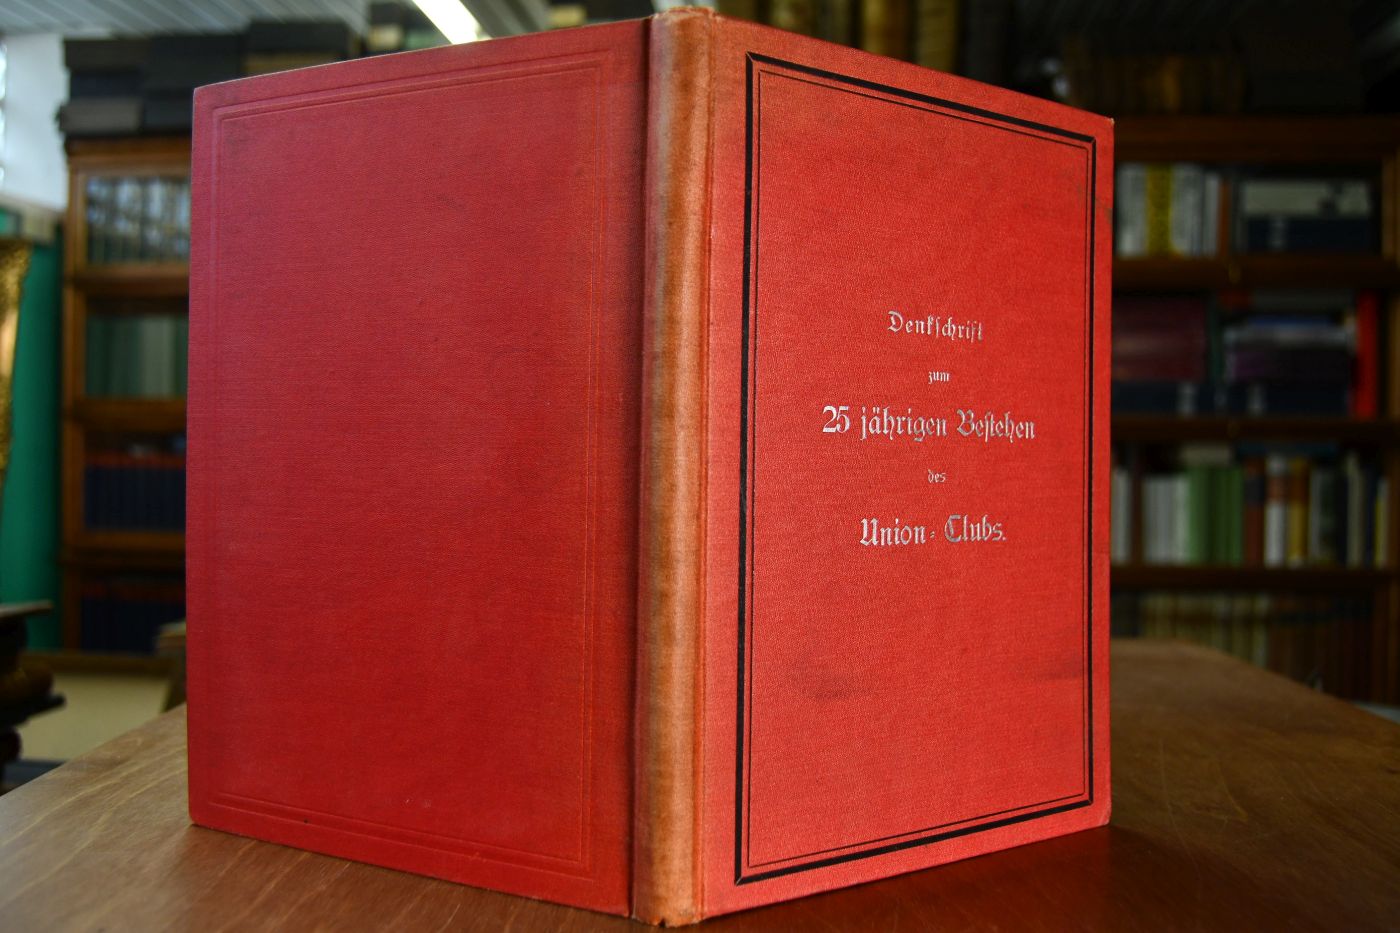 Denkschrift
zum
25 jährigen Bestehen
des
Union-Clubs.